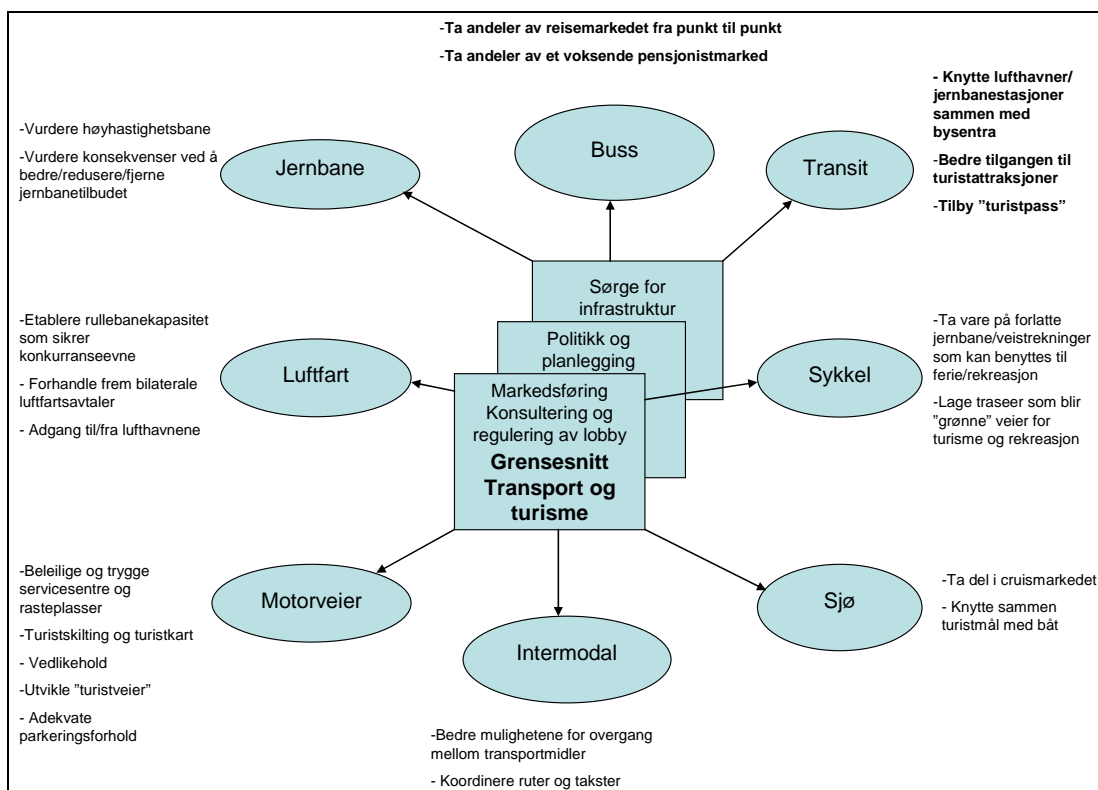 -Ta andeler av reisemarkedet fra punkt til punkt
-Ta andeler av et voksende pensjonistmarked
-Vurdere høyhastighetsbane
-Vurdere konsekvenser ved å
bedre/redusere/fjerne
jernbanetilbudet
Jernbane
Buss
Transit
- Knytte lufthavner/
jernbanestasjoner
sammen med
bysentra
-Bedre tilgangen til
turistattraksjoner
-Tilby ”turistpass”
Sørge for
infrastruktur
Politikk og
planlegging
Markedsføring
Konsultering og
regulering av lobby
Grensesnitt
Transport og
turisme
-Etablere rullebanekapasitet
som sikrer
konkurranseevne
- Forhandle frem bilaterale
luftfartsavtaler
- Adgang til/fra lufthavnene
Luftfart
Sykkel
-Ta vare på forlatte
jernbane/veistrekninger
som kan benyttes til
ferie/rekreasjon
-Lage traseer som blir
”grønne” veier for
turisme og rekreasjon
-Beleilige og trygge
servicesentre og
rasteplasser
-Turistskilting og turistkart
- Vedlikehold
-Utvikle ”turistveier”
- Adekvate
parkeringsforhold
Motorveier
Intermodal
Sjø
-Ta del i cruismarkedet
- Knytte sammen
turistmål med båt
-Bedre mulighetene for overgang
mellom transportmidler
- Koordinere ruter og takster